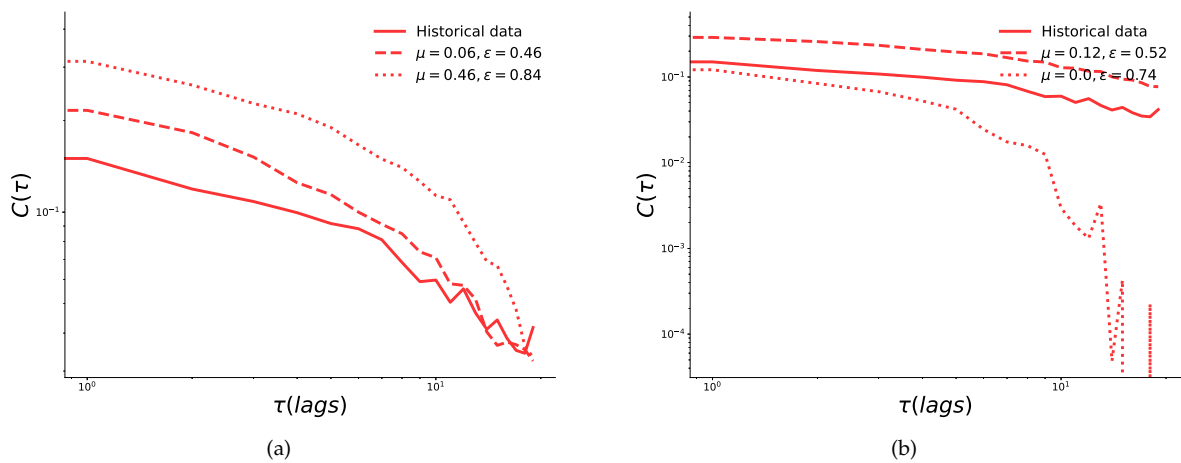 Historical data
μ = 0.06, ε = 0.46
μ = 0.46, ε = 0.84
C(τ)
10⁻¹
10⁰
10¹
τ(lags)
(a)
Historical data
μ = 0.12, ε = 0.52
μ = 0.0, ε = 0.74
C(τ)
10⁻¹
10⁻²
10⁻³
10⁻⁴
10⁰
10¹
τ(lags)
(b)